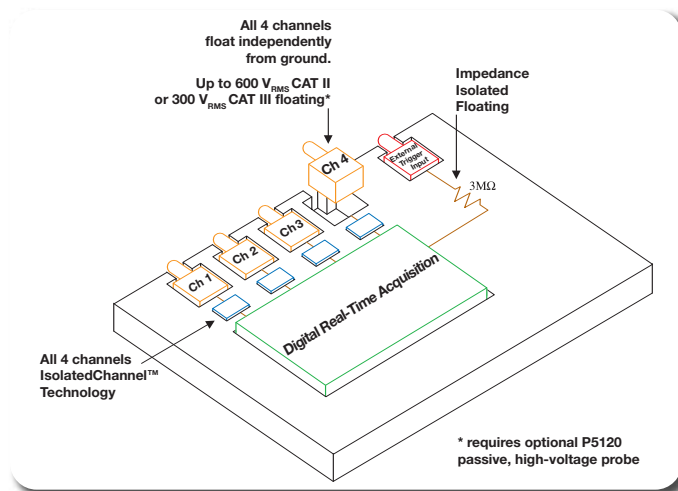 All 4 channels
float independently
from ground.
Up to 600 VRMS CAT II
or 300 VRMS CAT III floating*
Impedance
Isolated
Floating
Ch 4
External
Trigger
Input
3MΩ
Ch 3
Ch 2
Ch 1
Digital Real-Time Acquisition
All 4 channels
IsolatedChannel™
Technology
* requires optional P5120
passive, high-voltage probe